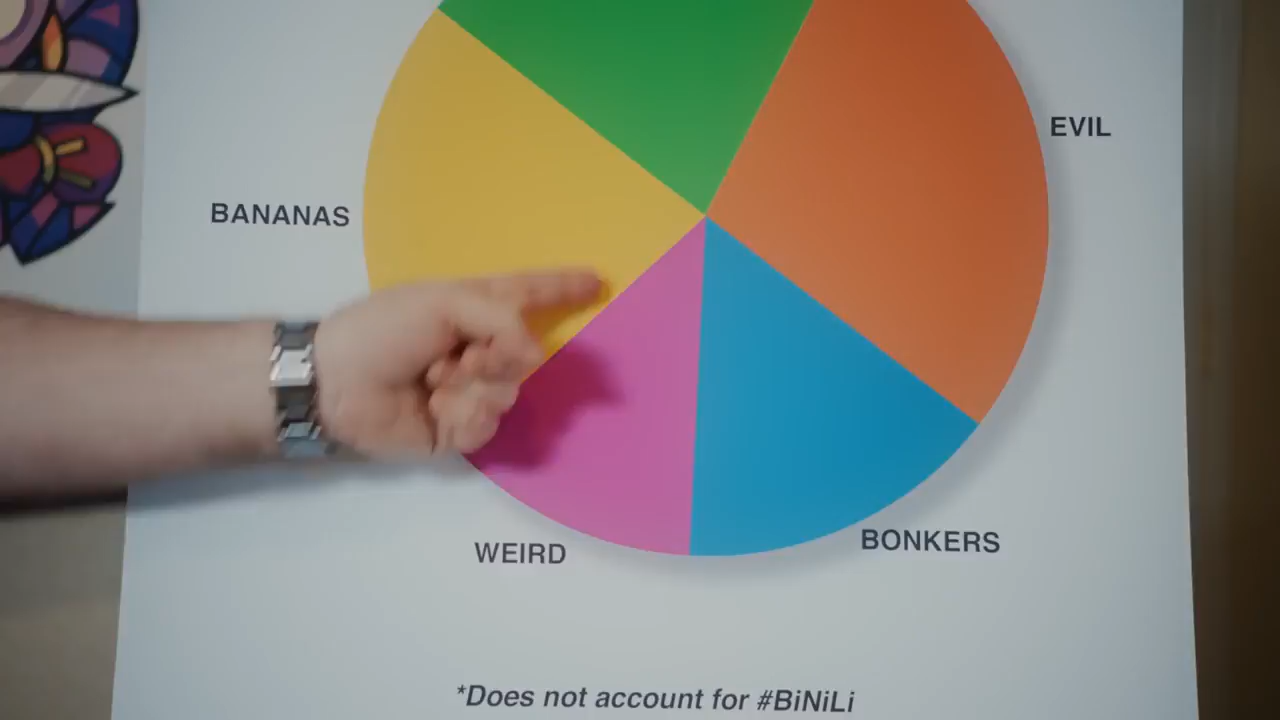 EVIL
BANANAS
WEIRD
BONKERS
*Does not account for #BiNiLi